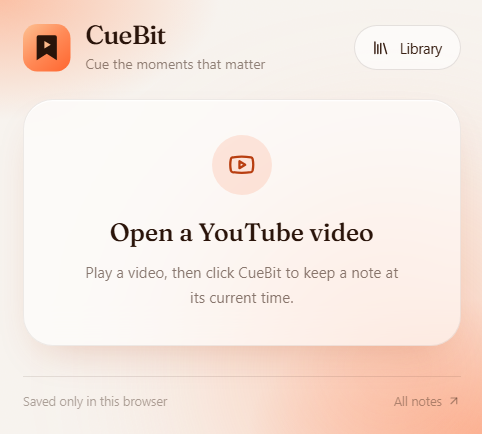 CueBit
Cue the moments that matter
Library
Open a YouTube video
Play a video, then click CueBit to keep a note at
its current time.
Saved only in this browser
All notes